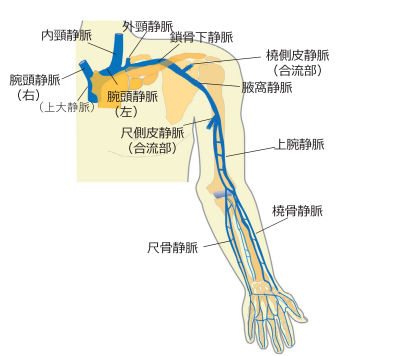 外頸静脈
内頸静脈
鎖骨下静脈
橈側皮静脈
（合流部）
腕頭静脈
（右）
腋窩静脈
（上大静脈）
腕頭静脈
（左）
尺側皮静脈
（合流部）
上腕静脈
橈骨静脈
尺骨静脈